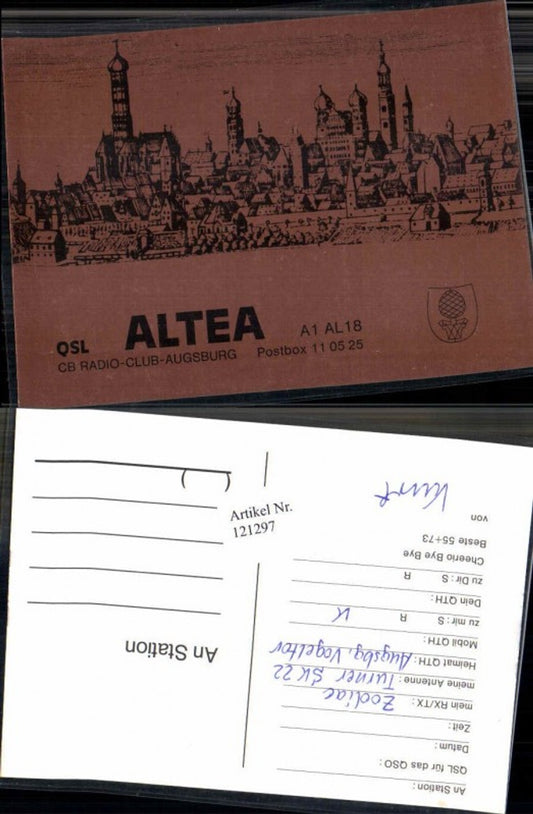 QSL ALTEA A1 AL18
CB RADIO-CLUB-AUGSBURG Postbox 11 05 25
Artikel Nr.
121297
An Station
( )
An Station :
QSL für das QSO :
Datum :
Zeit :
mein RX/TX : Zodiac
meine Antenne : Turner SK 22
Heimat QTH : Augsbg, Vogeltor
Mobil QTH :
zu mir : S R
Dein QTH :
zu Dir : S R
Cheerio Bye Bye
Beste 55+73
von Kurt